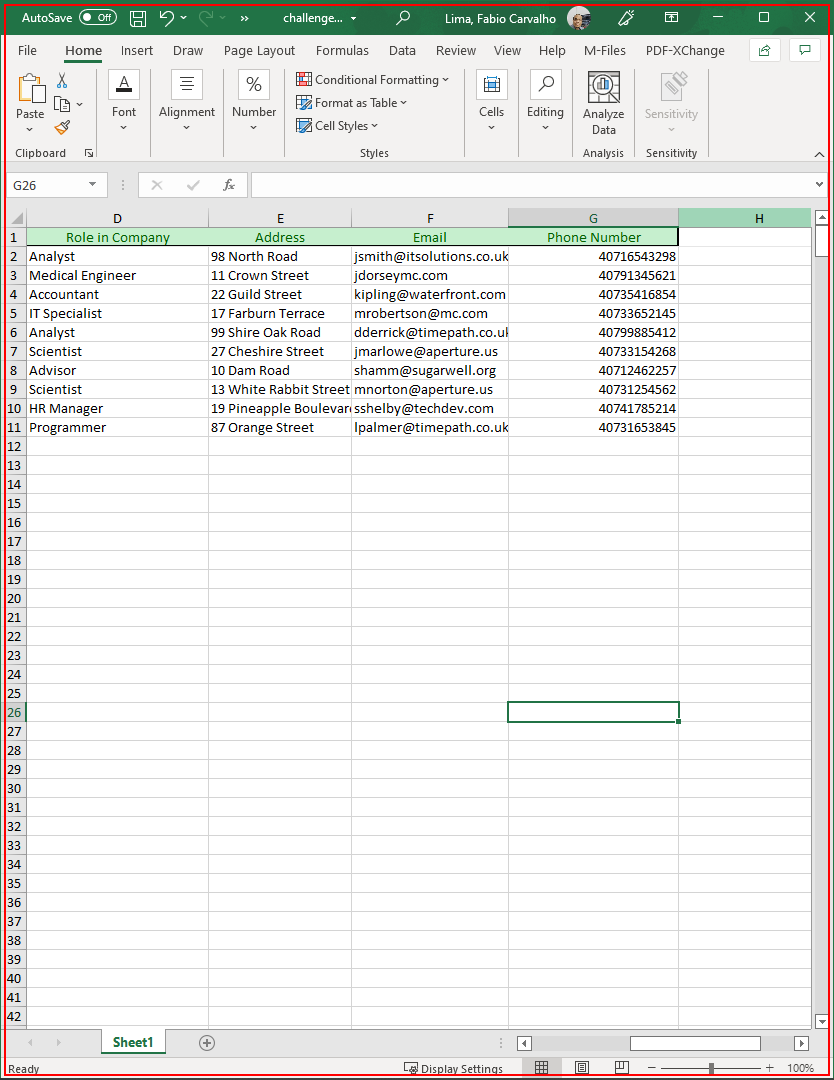 AutoSave Off challenge... Lima, Fabio Carvalho
File Home Insert Draw Page Layout Formulas Data Review View Help M-Files PDF-XChange
Paste Font Alignment Number Conditional Formatting Format as Table Cell Styles Cells Editing Analyze Data Sensitivity
Clipboard Styles Analysis Sensitivity
G26 fx
D E F G H
1 Role in Company Address Email Phone Number
2 Analyst 98 North Road jsmith@itsolutions.co.uk 40716543298
3 Medical Engineer 11 Crown Street jdorseymc.com 40791345621
4 Accountant 22 Guild Street kipling@waterfront.com 40735416854
5 IT Specialist 17 Farburn Terrace mrobertson@mc.com 40733652145
6 Analyst 99 Shire Oak Road dderrick@timepath.co.uk 40799885412
7 Scientist 27 Cheshire Street jmarlowe@aperture.us 40733154268
8 Advisor 10 Dam Road shamm@sugarwell.org 40712462257
9 Scientist 13 White Rabbit Street mnorton@aperture.us 40731254562
10 HR Manager 19 Pineapple Boulevar sshelby@techdev.com 40741785214
11 Programmer 87 Orange Street lpalmer@timepath.co.uk 40731653845
12
13
14
15
16
17
18
19
20
21
22
23
24
25
26
27
28
29
30
31
32
33
34
35
36
37
38
39
40
41
42
Sheet1
Ready Display Settings 100%